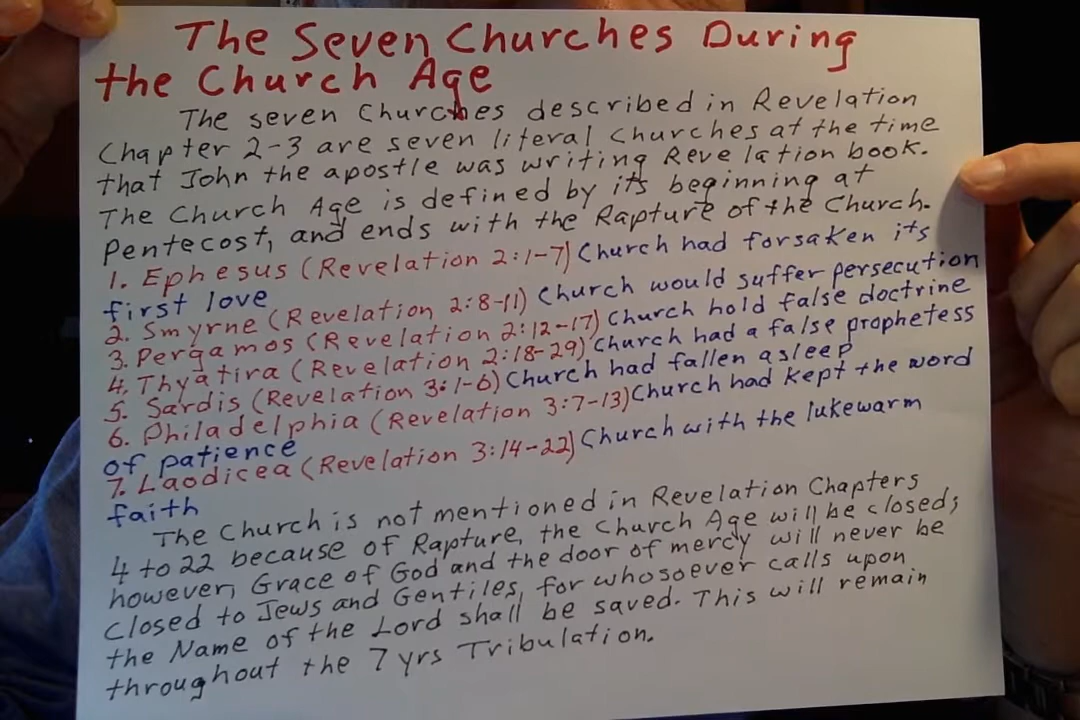 The Seven Churches During
the Church Age
The seven Churches described in Revelation
Chapter 2-3 are seven literal churches at the time
that John the apostle was writing Revelation book.
The Church Age is defined by its beginning at
Pentecost, and ends with the Rapture of the Church.
1. Ephesus (Revelation 2:1-7) Church had forsaken its
first love
2. Smyrne (Revelation 2:8-11) Church would suffer persecution
3. Pergamos (Revelation 2:12-17) Church hold false doctrine
4. Thyatira (Revelation 2:18-29) Church had a false prophetess
5. Sardis (Revelation 3:1-6) Church had fallen asleep
6. Philadelphia (Revelation 3:7-13) Church had kept the word
of patience
7. Laodicea (Revelation 3:14-22) Church with the lukewarm
faith
The Church is not mentioned in Revelation Chapters
4 to 22 because of Rapture, the Church Age will be closed;
however, Grace of God and the door of mercy will never be
closed to Jews and Gentiles, for whosoever calls upon
the Name of the Lord shall be saved. This will remain
throughout the 7 yrs Tribulation.